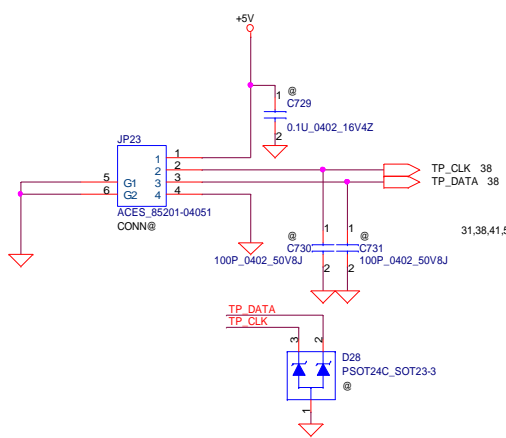 +5V
1
@
C729
2
0.1U_0402_16V4Z
JP23
1 1
2 2
3 3
4 4
5 G1
6 G2
ACES_85201-04051
CONN@
TP_CLK 38
TP_DATA 38
31,38,41,5
1 1
@
C730 C731
100P_0402_50V8J 100P_0402_50V8J
2 2
TP_DATA
TP_CLK
3 2
D28
PSOT24C_SOT23-3
@
1